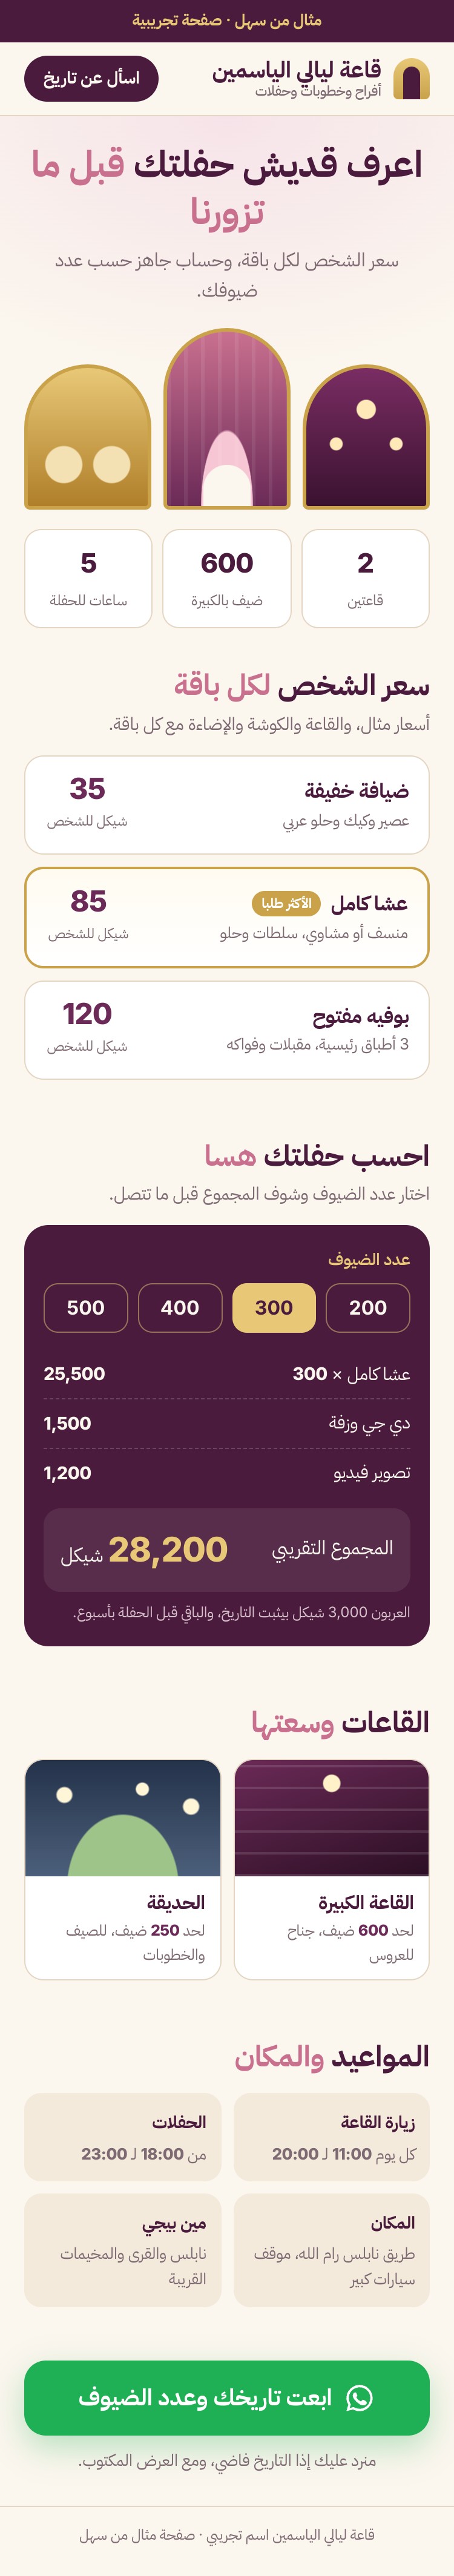 مثال من سهل · صفحة تجريبية
قاعة ليالي الياسمين
أفراح وخطوبات وحفلات
اسأل عن تاريخ
اعرف قديش حفلتك قبل ما
تزورنا
سعر الشخص لكل باقة، وحساب جاهز حسب عدد
ضيوفك.
2
قاعتين
600
ضيف بالكبيرة
5
ساعات للحفلة
سعر الشخص لكل باقة
أسعار مثال، والقاعة والكوشة والإضاءة مع كل باقة.
ضيافة خفيفة
عصير وكيك وحلو عربي
35
شيكل للشخص
عشا كامل الأكثر طلبا
منسف أو مشاوي، سلطات وحلو
85
شيكل للشخص
بوفيه مفتوح
3 أطباق رئيسية، مقبلات وفواكه
120
شيكل للشخص
احسب حفلتك هسا
اختار عدد الضيوف وشوف المجموع قبل ما تتصل.
عدد الضيوف
200 300 400 500
عشا كامل × 300 25,500
دي جي وزفة 1,500
تصوير فيديو 1,200
المجموع التقريبي 28,200 شيكل
العربون 3,000 شيكل بيثبت التاريخ، والباقي قبل الحفلة بأسبوع.
القاعات وسعتها
القاعة الكبيرة
لحد 600 ضيف، جناح
للعروس
الحديقة
لحد 250 ضيف، للصيف
والخطوبات
المواعيد والمكان
زيارة القاعة
كل يوم 11:00 لـ 20:00
الحفلات
من 18:00 لـ 23:00
المكان
طريق نابلس رام الله، موقف
سيارات كبير
مين بيجي
نابلس والقرى والمخيمات
القريبة
ابعت تاريخك وعدد الضيوف
منرد عليك إذا التاريخ فاضي، ومع العرض المكتوب.
قاعة ليالي الياسمين اسم تجريبي · صفحة مثال من سهل